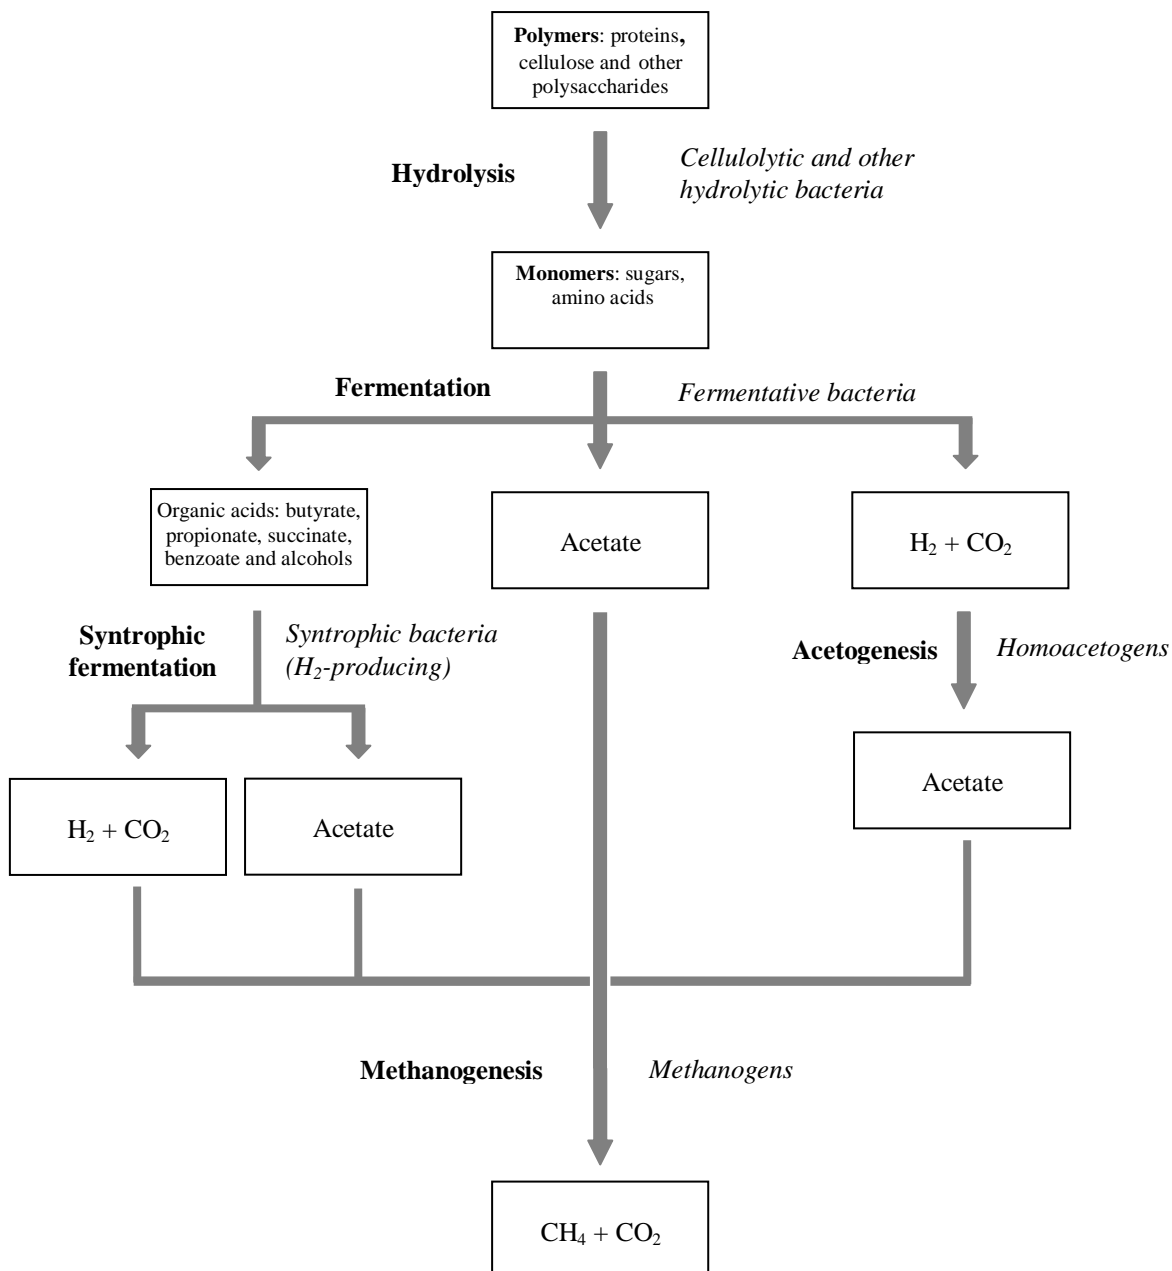 Polymers: proteins,
cellulose and other
polysaccharides
Hydrolysis
Cellulolytic and other
hydrolytic bacteria
Monomers: sugars,
amino acids
Fermentation
Fermentative bacteria
Organic acids: butyrate,
propionate, succinate,
benzoate and alcohols
Acetate
H₂ + CO₂
Syntrophic
fermentation
Syntrophic bacteria
(H₂-producing)
Acetogenesis
Homoacetogens
H₂ + CO₂
Acetate
Acetate
Methanogenesis
Methanogens
CH₄ + CO₂